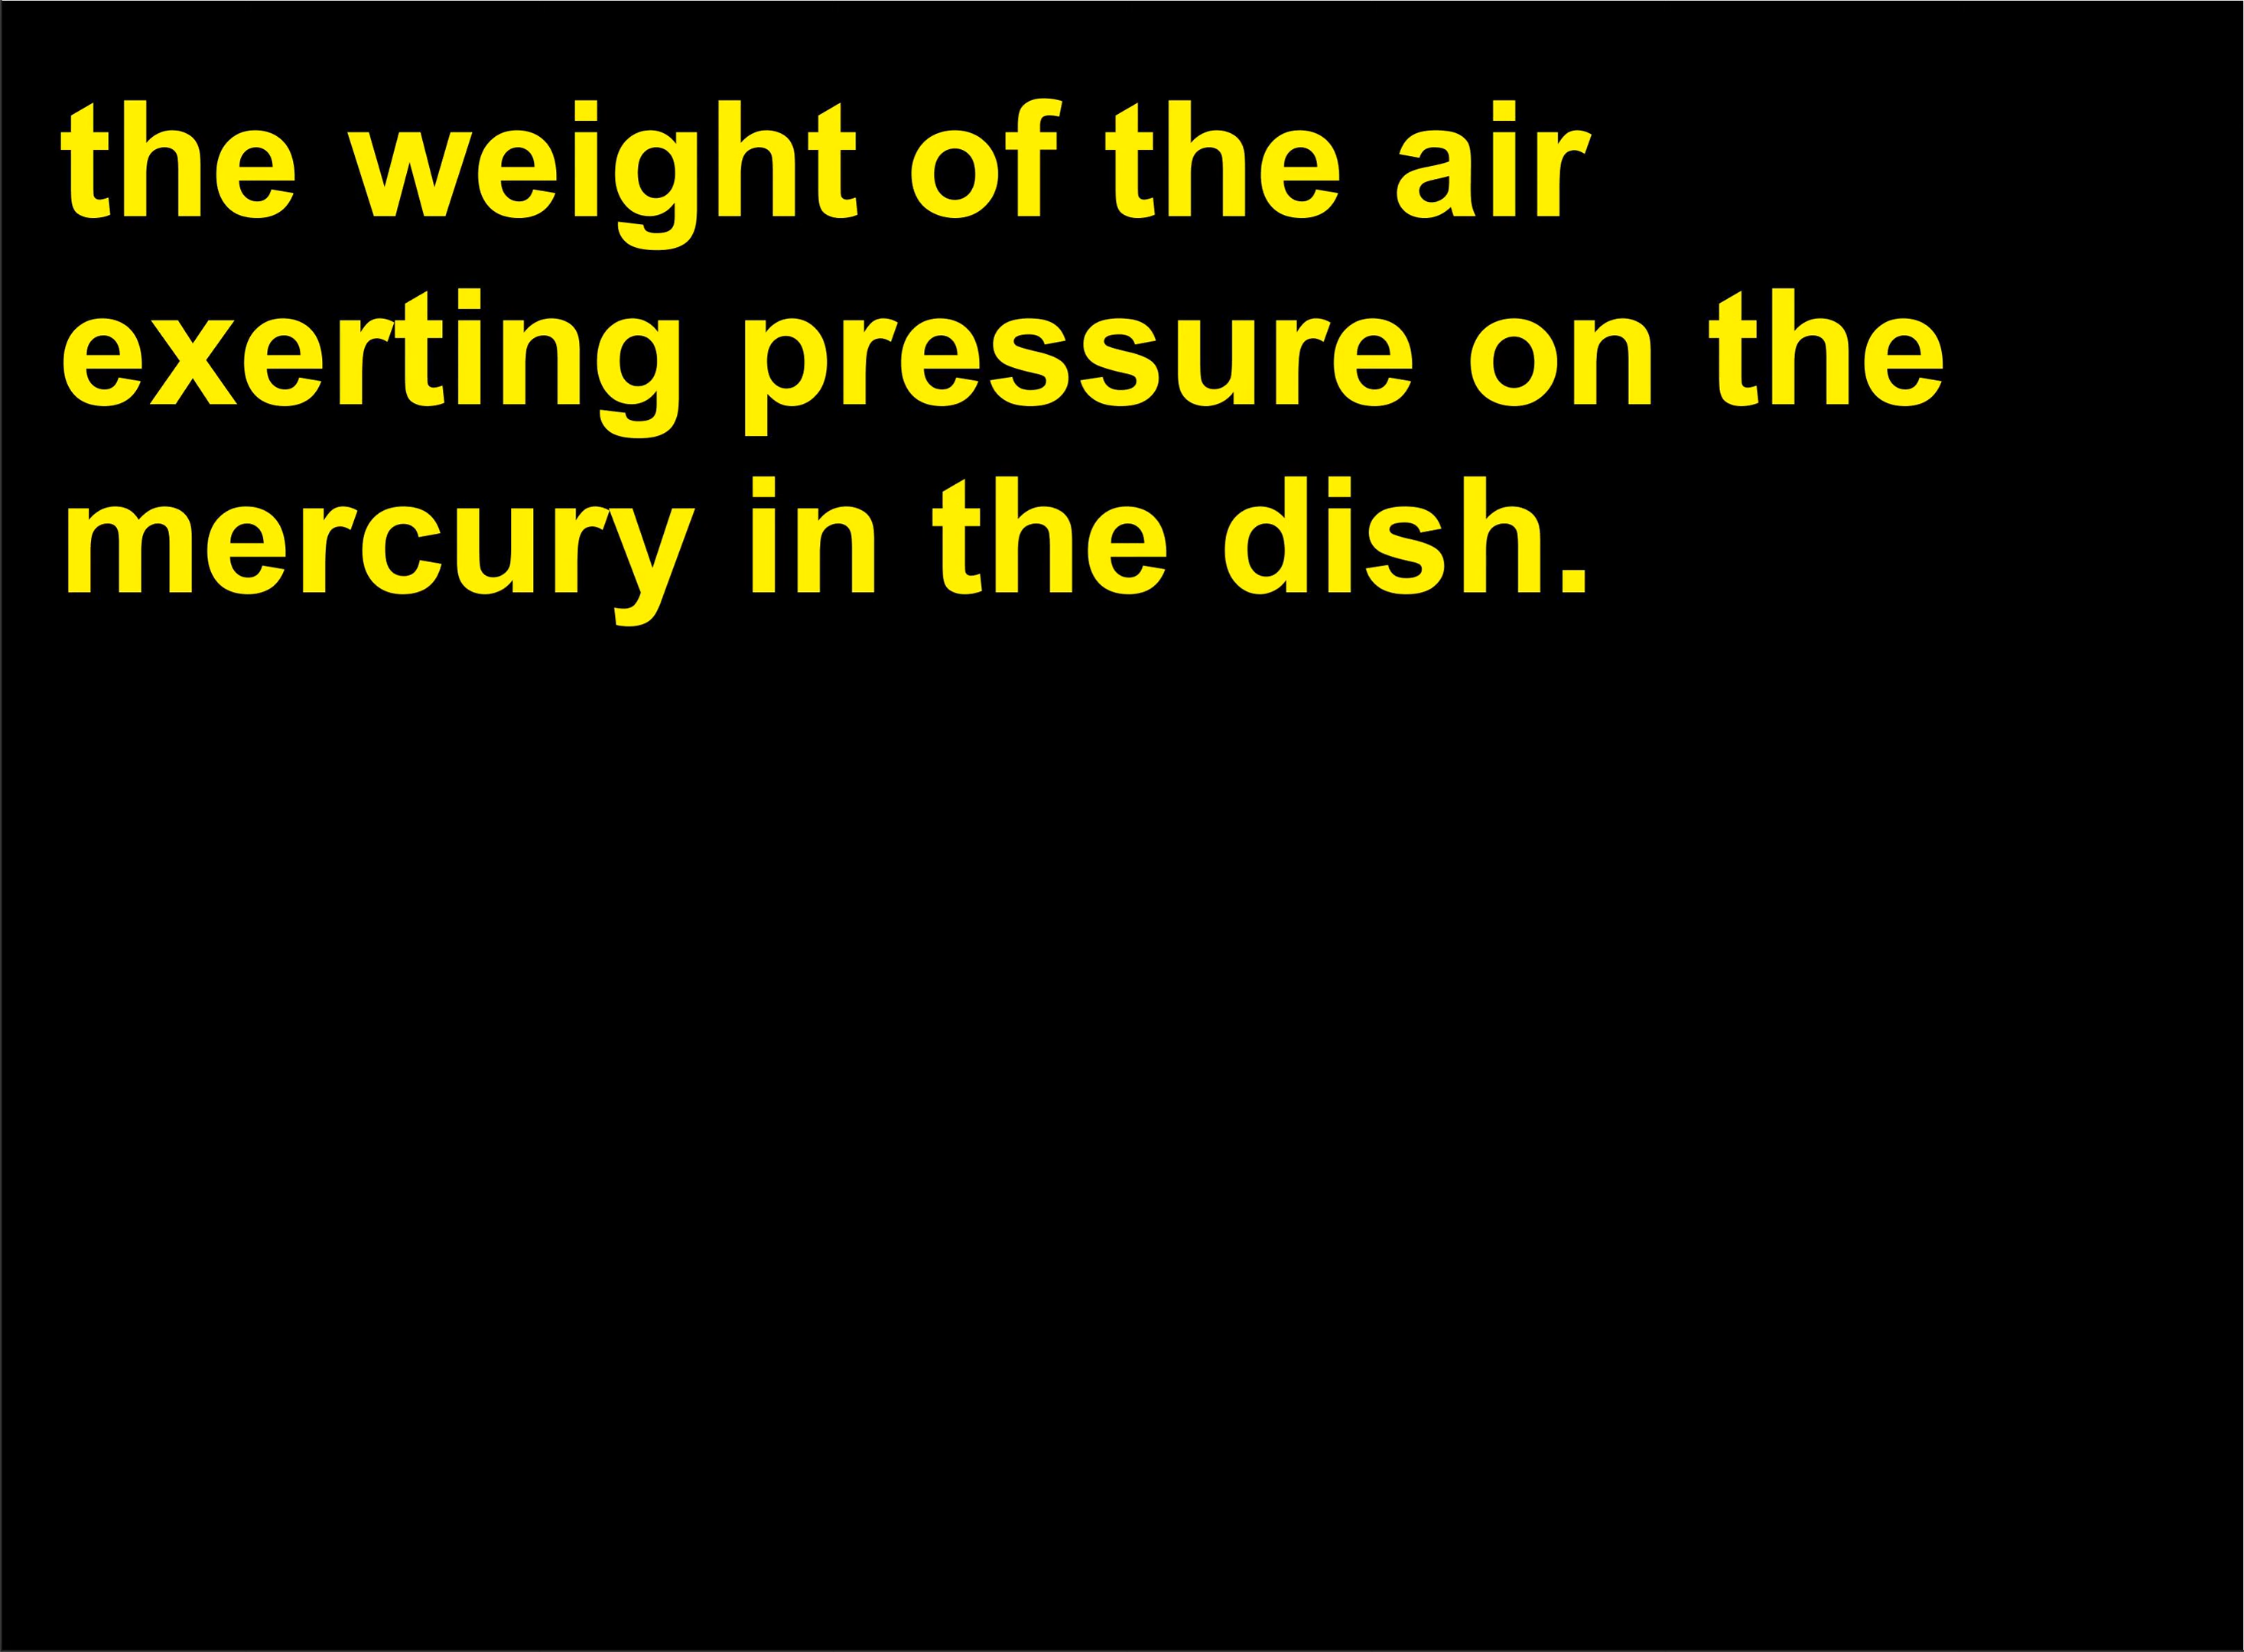 the weight of the air
exerting pressure on the
mercury in the dish.